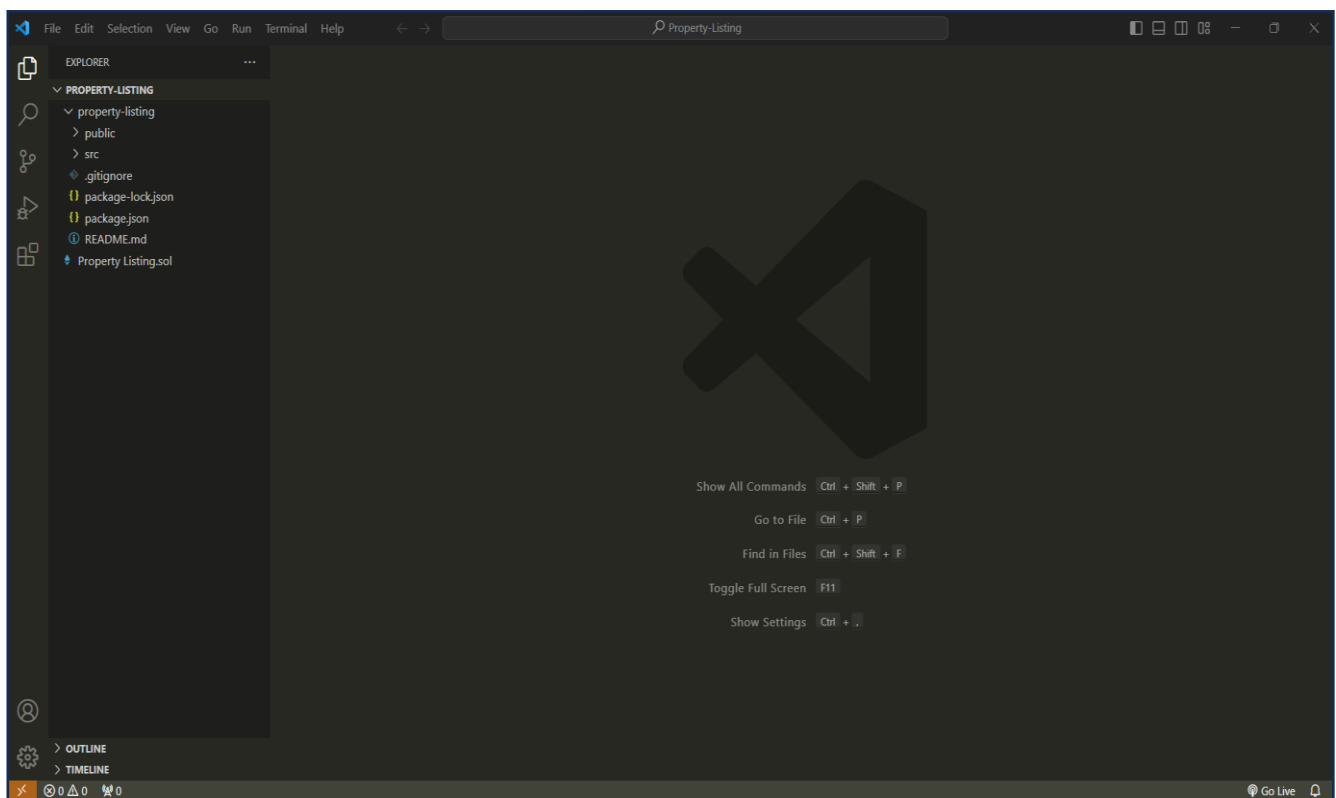 File Edit Selection View Go Run Terminal Help
Property-Listing
EXPLORER
PROPERTY-LISTING
property-listing
public
src
.gitignore
package-lock.json
package.json
README.md
Property Listing.sol
Show All Commands Ctrl + Shift + P
Go to File Ctrl + P
Find in Files Ctrl + Shift + F
Toggle Full Screen F11
Show Settings Ctrl + ,
OUTLINE
TIMELINE
0 0 0 Go Live